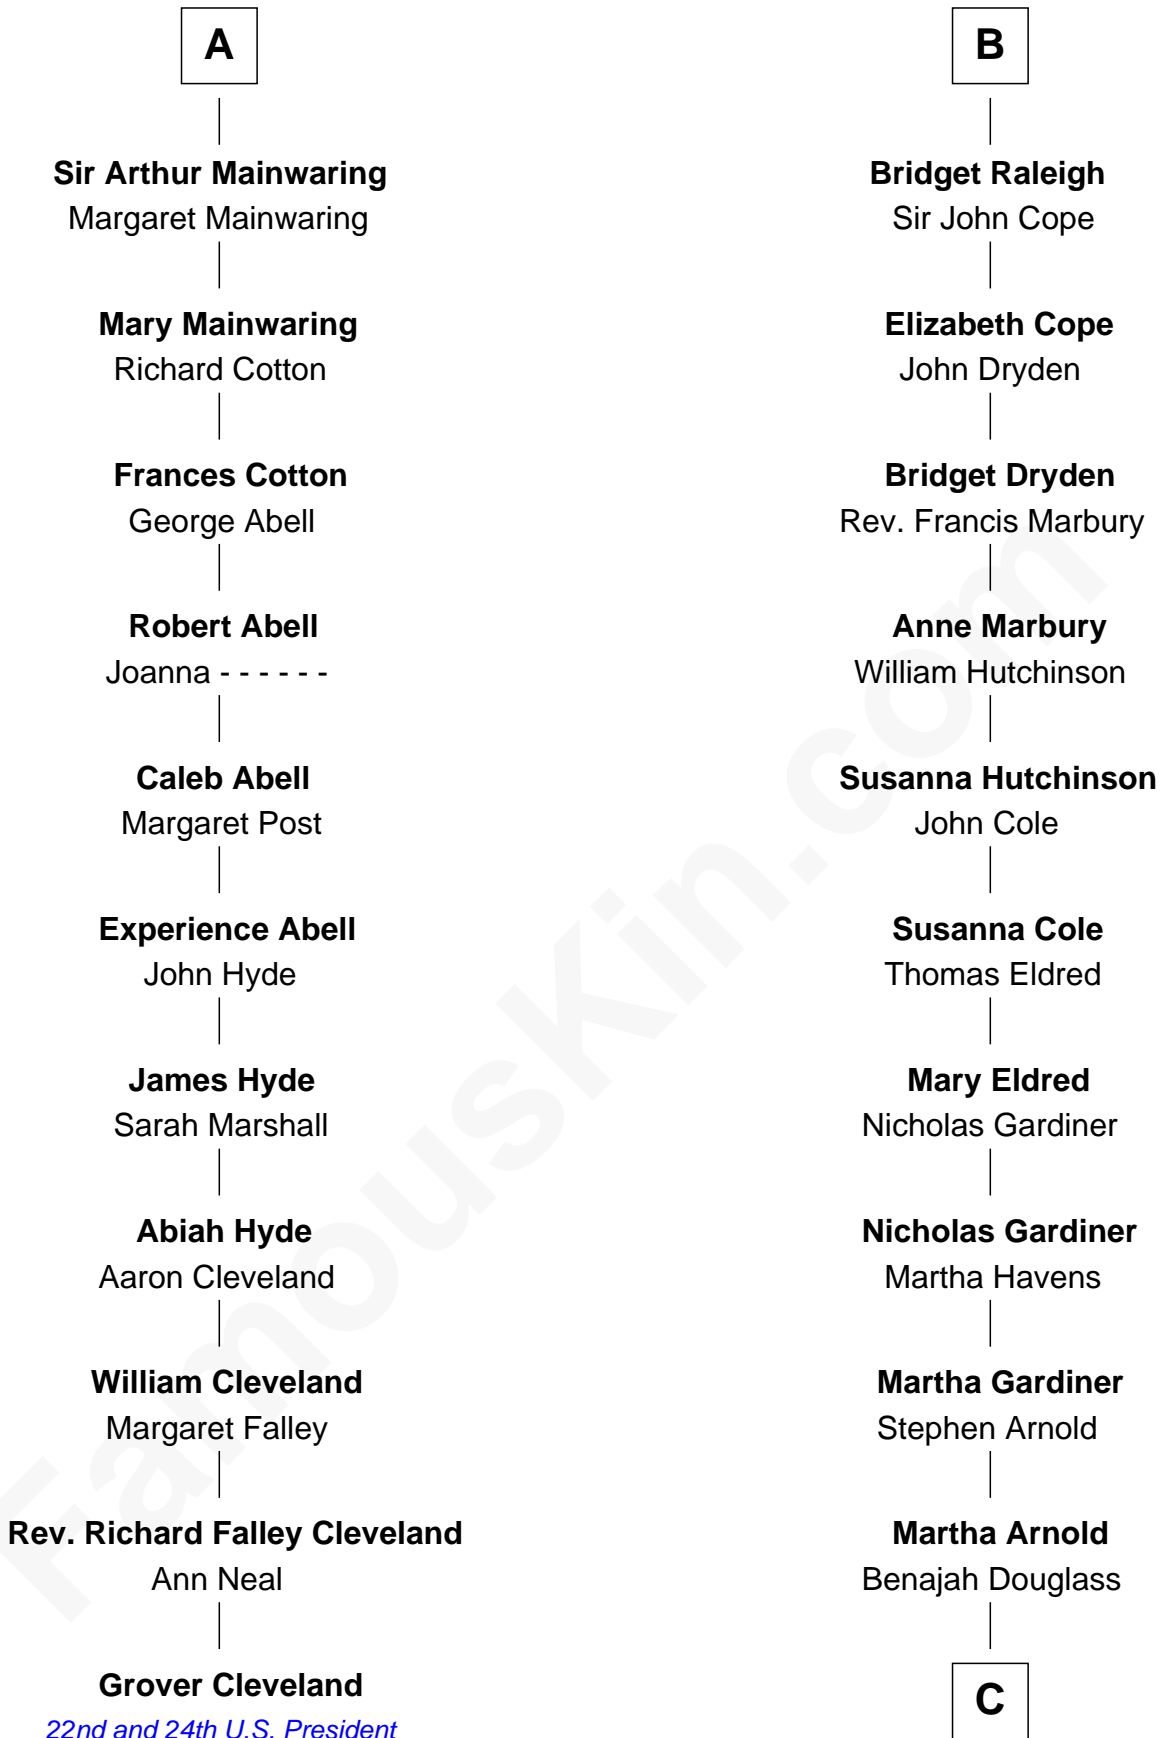 A
Sir Arthur Mainwaring
Margaret Mainwaring
Mary Mainwaring
Richard Cotton
Frances Cotton
George Abell
Robert Abell
Joanna - - - - - -
Caleb Abell
Margaret Post
Experience Abell
John Hyde
James Hyde
Sarah Marshall
Abiah Hyde
Aaron Cleveland
William Cleveland
Margaret Falley
Rev. Richard Falley Cleveland
Ann Neal
Grover Cleveland
22nd and 24th U.S. President
B
Bridget Raleigh
Sir John Cope
Elizabeth Cope
John Dryden
Bridget Dryden
Rev. Francis Marbury
Anne Marbury
William Hutchinson
Susanna Hutchinson
John Cole
Susanna Cole
Thomas Eldred
Mary Eldred
Nicholas Gardiner
Nicholas Gardiner
Martha Havens
Martha Gardiner
Stephen Arnold
Martha Arnold
Benajah Douglass
C
FamousKin.com